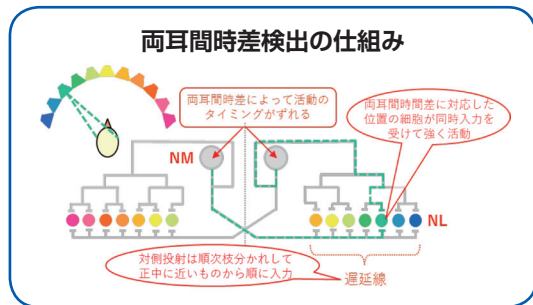 両耳間時差検出の仕組み
両耳間時差によって活動の
タイミングがずれる
両耳間時間差に対応した
位置の細胞が同時入力を
受けて強く活動
NM
NL
対側投射は順次枝分かれして
正中に近いものから順に入力
遅延線